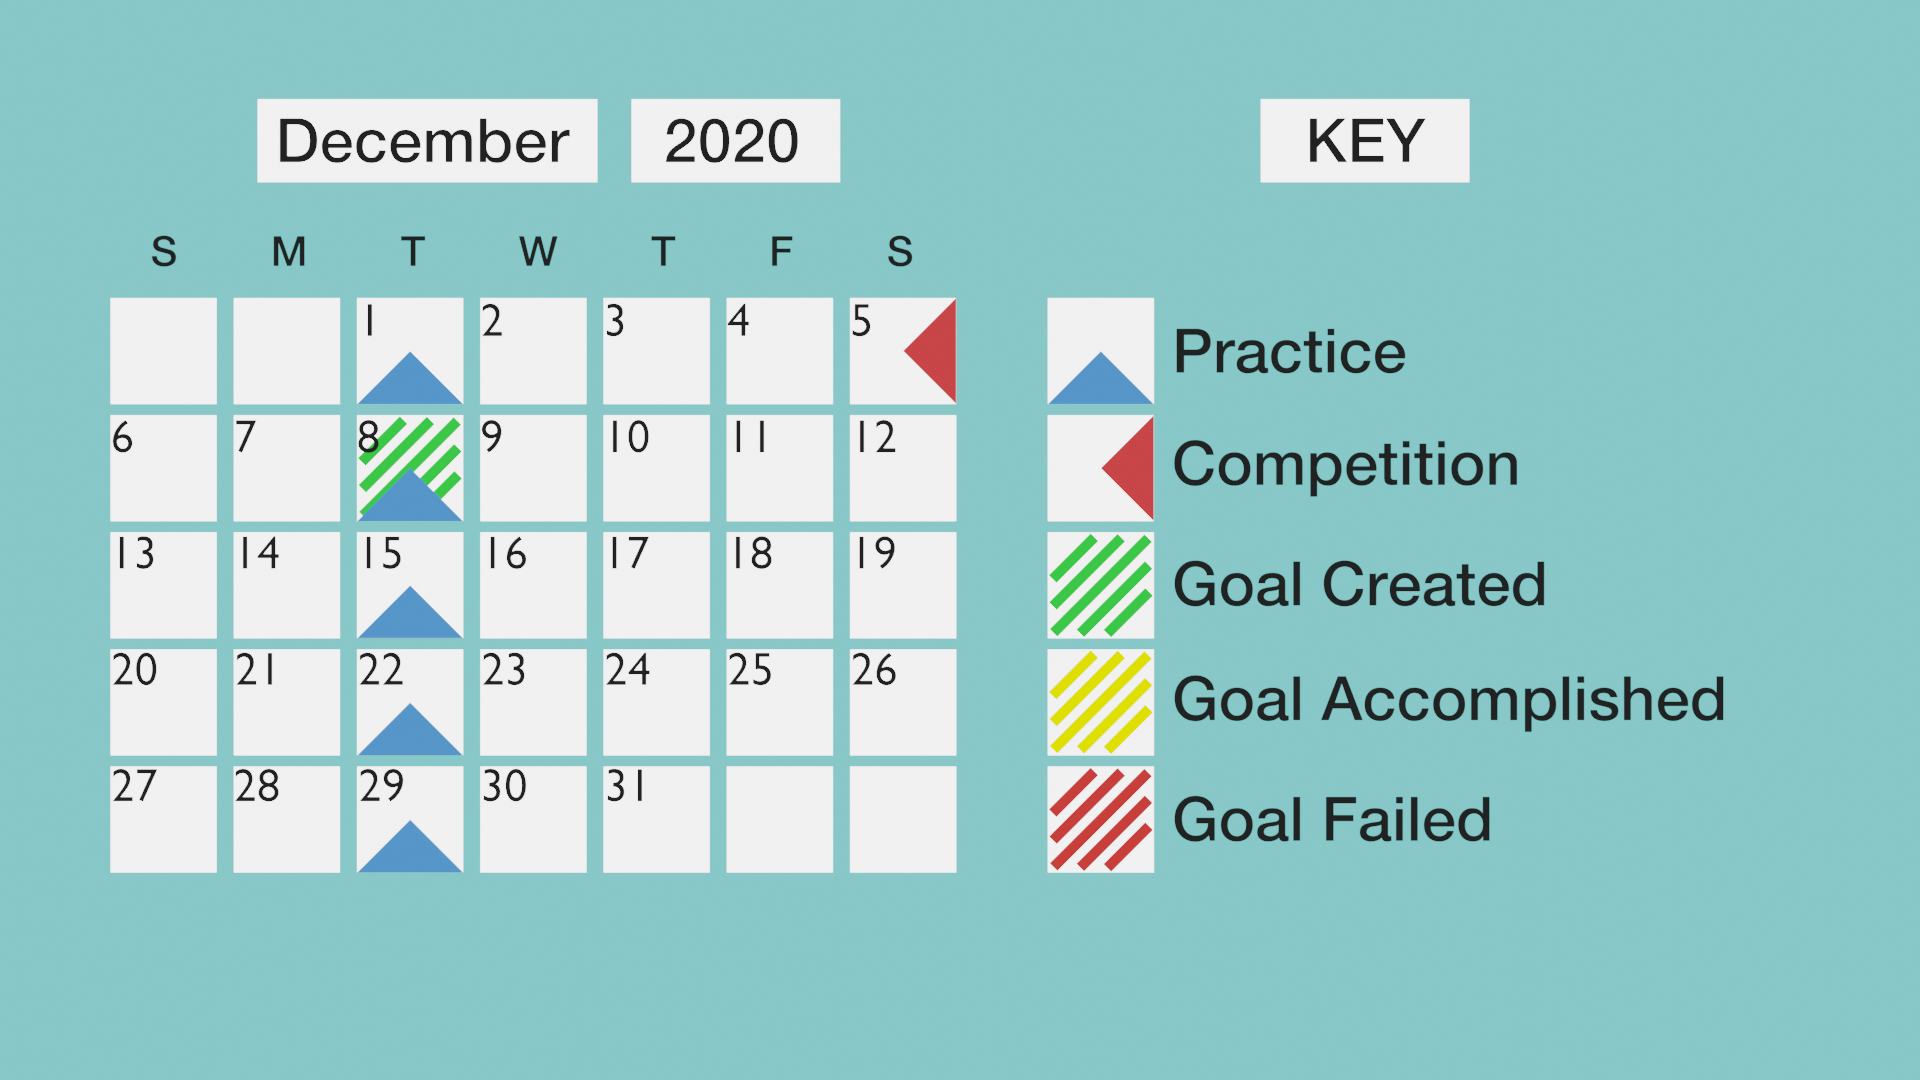 December 2020
KEY
S M T W T F S
1 2 3 4 5
6 7 8 9 10 11 12
13 14 15 16 17 18 19
20 21 22 23 24 25 26
27 28 29 30 31
Practice
Competition
Goal Created
Goal Accomplished
Goal Failed